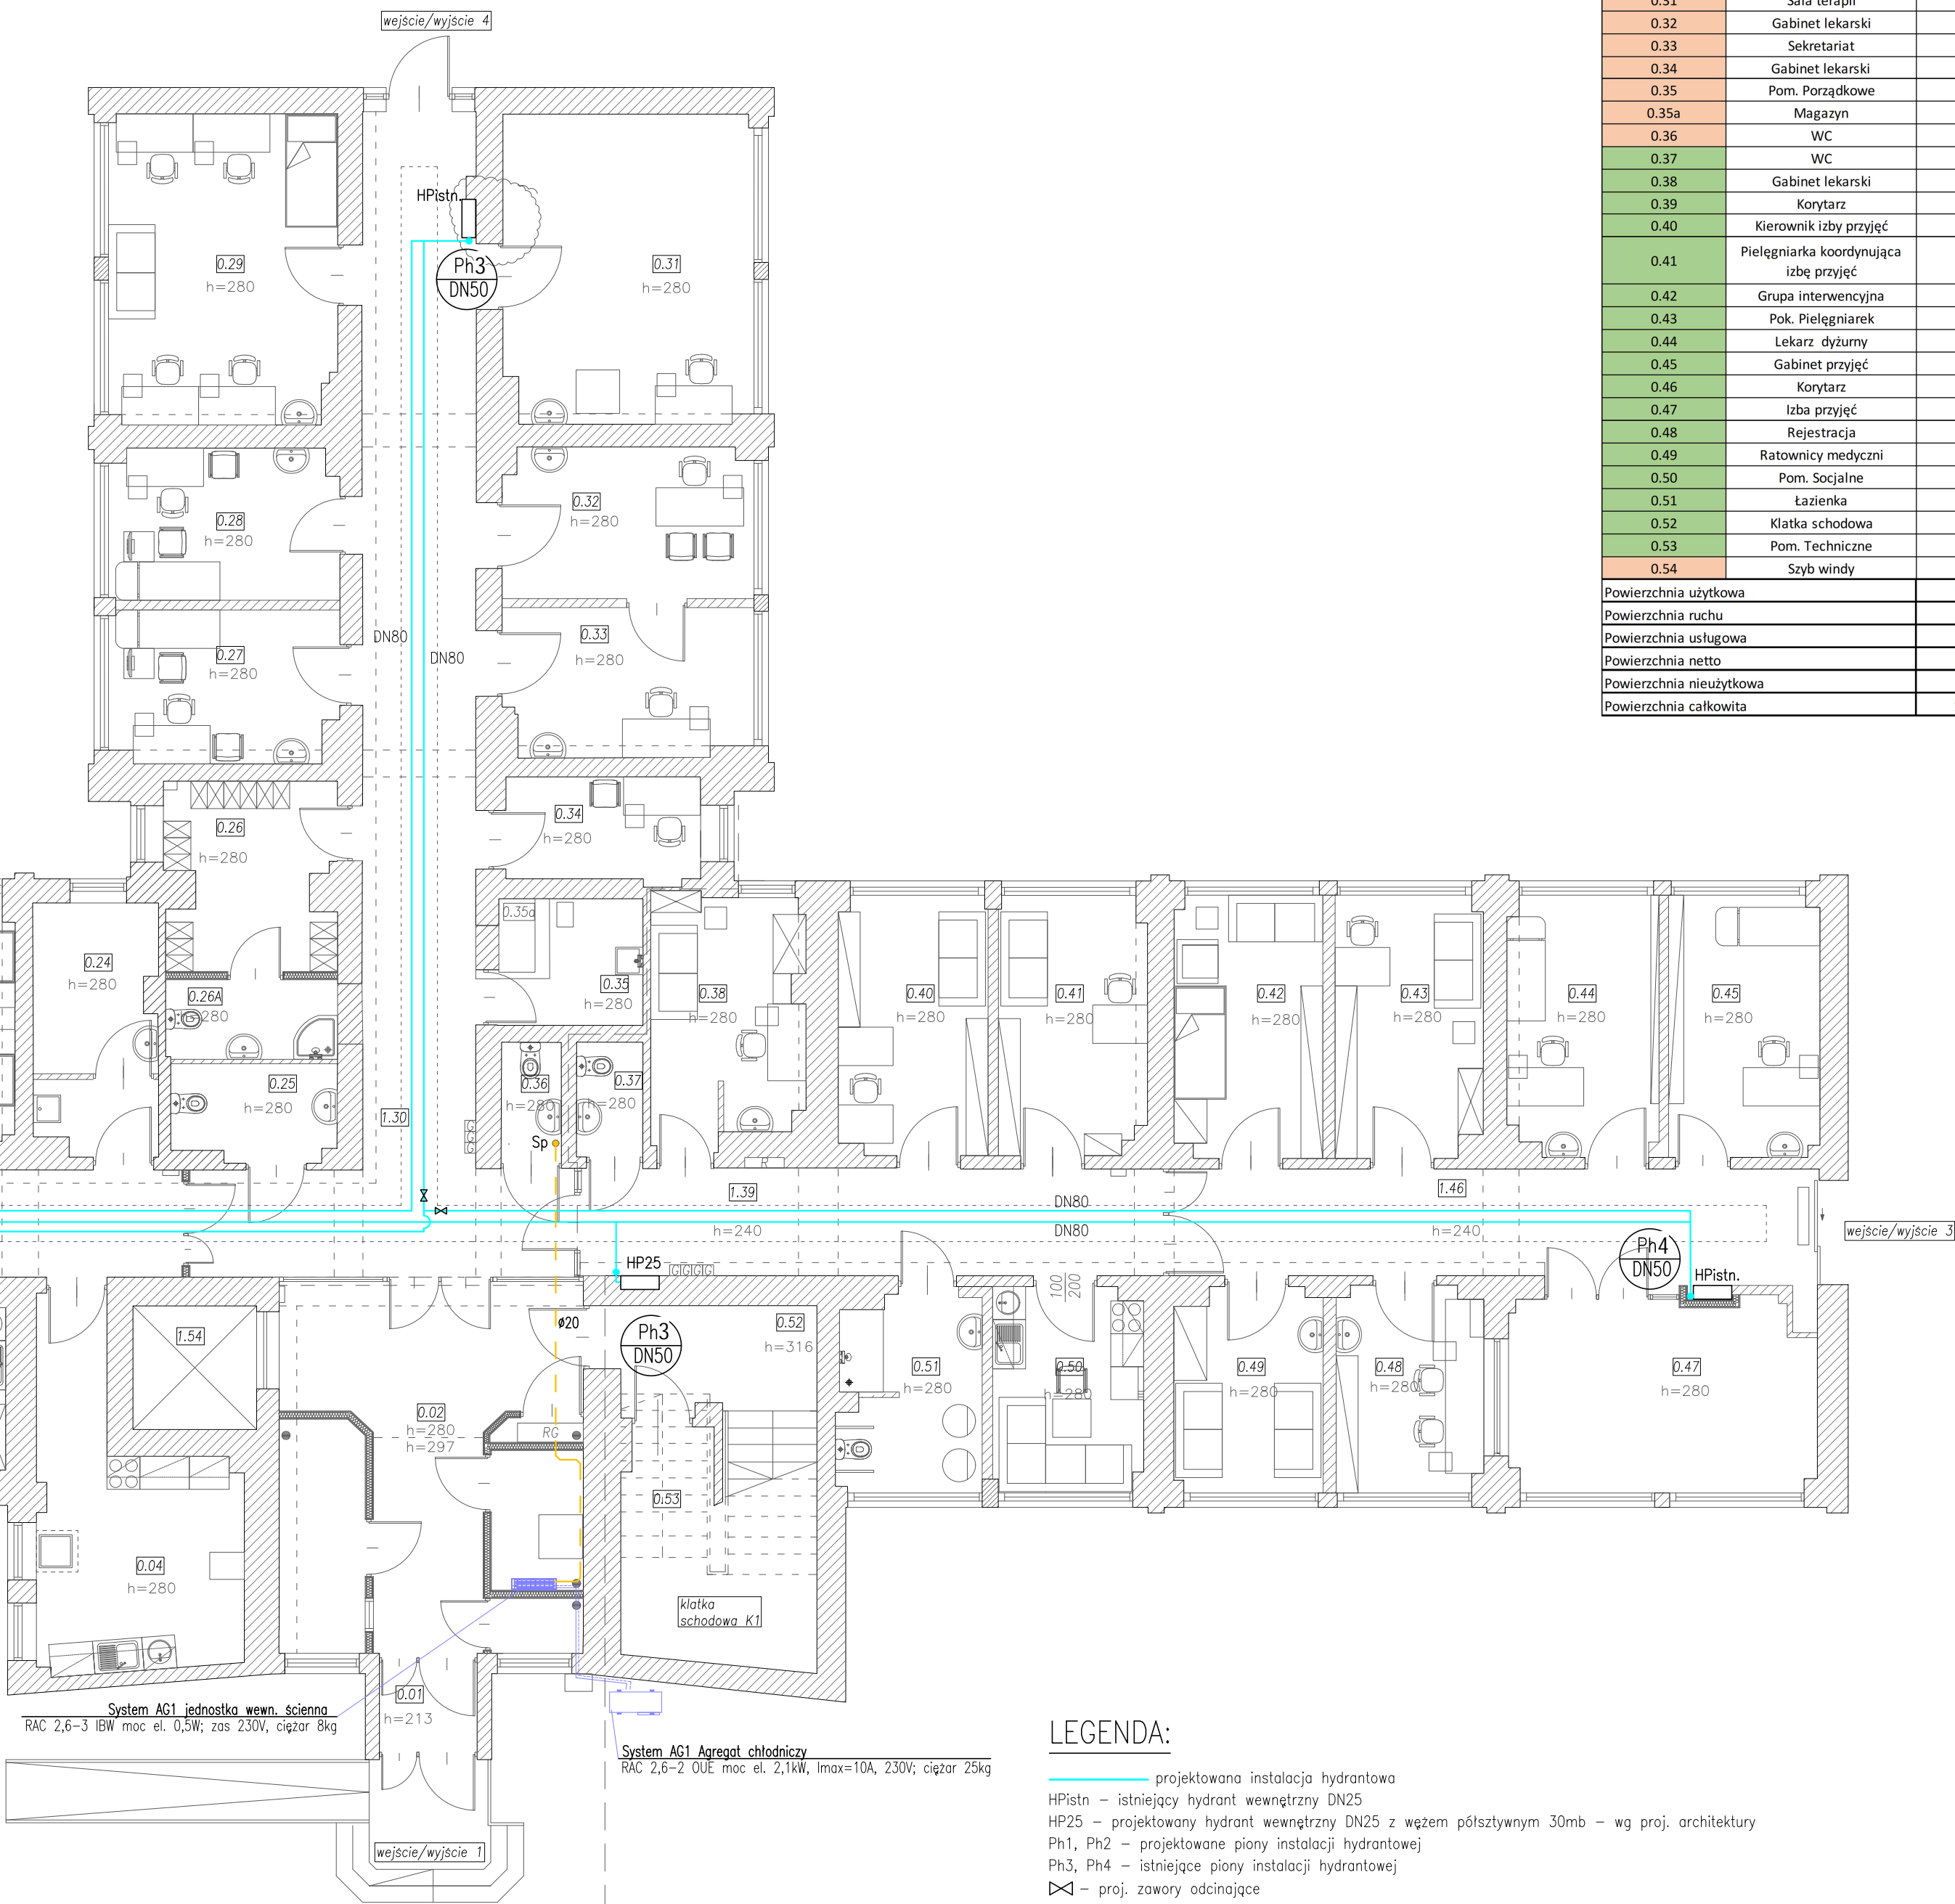 wejście/wyjście 4
0.31 Sala terapii
0.32 Gabinet lekarski
0.33 Sekretariat
0.34 Gabinet lekarski
0.35 Pom. Porządkowe
0.35a Magazyn
0.36 WC
0.37 WC
0.38 Gabinet lekarski
0.39 Korytarz
0.40 Kierownik izby przyjęć
0.41 Pielęgniarka koordynująca
izbę przyjęć
0.42 Grupa interwencyjna
0.43 Pok. Pielęgniarek
0.44 Lekarz dyżurny
0.45 Gabinet przyjęć
0.46 Korytarz
0.47 Izba przyjęć
0.48 Rejestracja
0.49 Ratownicy medyczni
0.50 Pom. Socjalne
0.51 Łazienka
0.52 Klatka schodowa
0.53 Pom. Techniczne
0.54 Szyb windy
Powierzchnia użytkowa
Powierzchnia ruchu
Powierzchnia usługowa
Powierzchnia netto
Powierzchnia nieużytkowa
Powierzchnia całkowita
HPistn.
Ph3
DN50
0.29
h=280
0.31
h=280
0.28
h=280
0.32
h=280
0.27
h=280
DN80
DN80
0.33
h=280
0.26
h=280
0.34
h=280
0.24
h=280
0.26A
h=280
0.25
h=280
1.30
0.35a
0.35
h=280
0.36
h=280
0.37
h=280
0.38
h=280
0.40
h=280
0.41
h=280
0.42
h=280
0.43
h=280
0.44
h=280
0.45
h=280
G
G
G
Sp
R
1.39
h=240
DN80
DN80
1.46
h=240
wejście/wyjście 3
HP25
G G G G
Ph3
DN50
Ph4
DN50
HPistn.
ø20
1.54
0.02
h=280
h=297
RG
0.52
h=316
0.53
klatka
schodowa K1
0.51
h=280
100
200
0.50
h=280
0.49
h=280
0.48
h=280
0.47
h=280
0.04
h=280
0.01
h=213
System AG1 jednostka wewn. ścienna
RAC 2,6-3 IBW moc el. 0,5W; zas 230V, ciężar 8kg
System AG1 Agregat chłodniczy
RAC 2,6-2 OUE moc el. 2,1kW, Imax=10A, 230V; ciężar 25kg
wejście/wyjście 1
LEGENDA:
projektowana instalacja hydrantowa
HPistn – istniejący hydrant wewnętrzny DN25
HP25 – projektowany hydrant wewnętrzny DN25 z wężem półsztywnym 30mb – wg proj. architektury
Ph1, Ph2 – projektowane piony instalacji hydrantowej
Ph3, Ph4 – istniejące piony instalacji hydrantowej
– proj. zawory odcinające